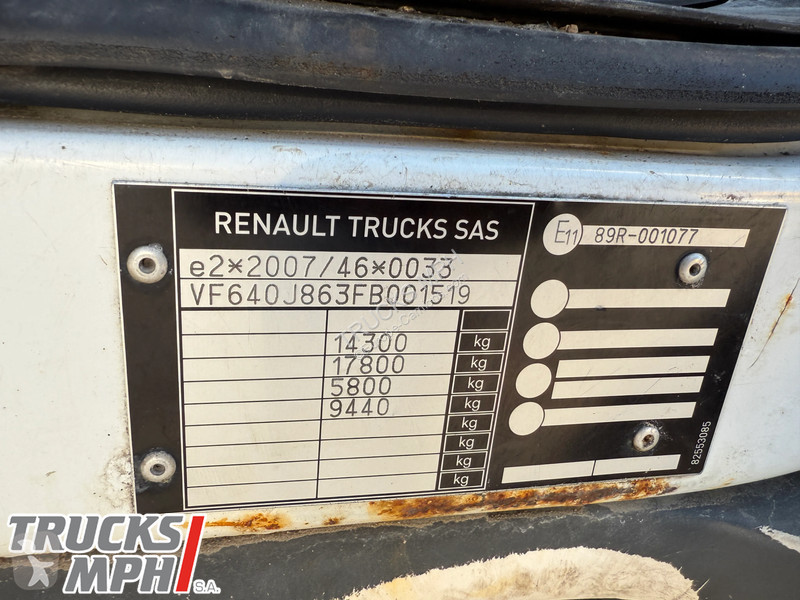 RENAULT TRUCKS SAS
e2*2007/46*0033
VF640J863FB001519
14300 kg
17800 kg
5800 kg
9440 kg
kg
kg
kg
kg
E11 89R-001077
82553085
TRUCKS
MPH S.A.